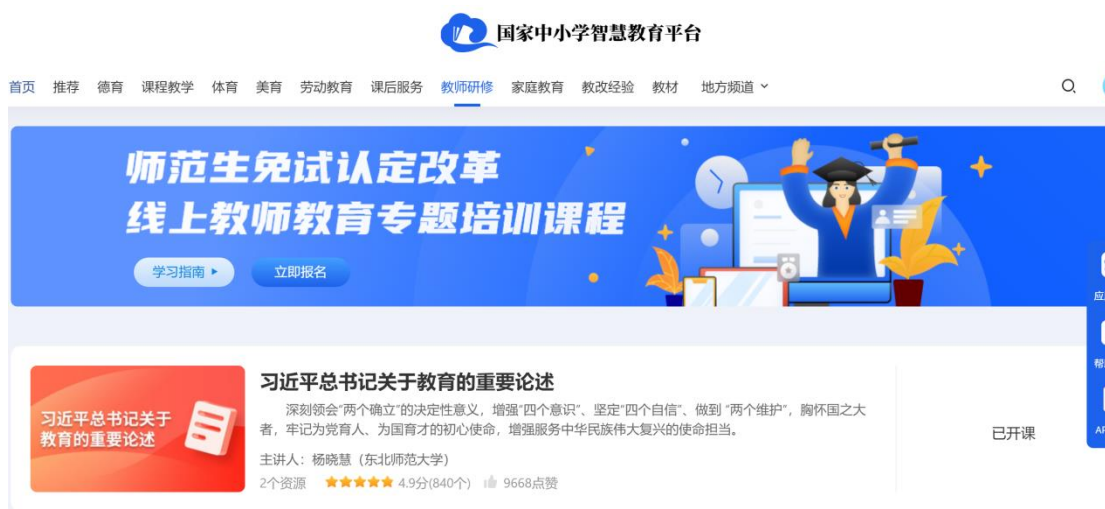 国家中小学智慧教育平台
首页 推荐 德育 课程教学 体育 美育 劳动教育 课后服务 教师研修 家庭教育 教改经验 教材 地方频道
师范生免试认定改革
线上教师教育专题培训课程
学习指南 立即报名
习近平总书记关于
教育的重要论述
习近平总书记关于教育的重要论述
深刻领会“两个确立”的决定性意义，增强“四个意识”、坚定“四个自信”、做到 “两个维护”，胸怀国之大
者，牢记为党育人、为国育才的初心使命，增强服务中华民族伟大复兴的使命担当。
主讲人：杨晓慧（东北师范大学）
2个资源 4.9分(840个) 9668点赞
已开课
应